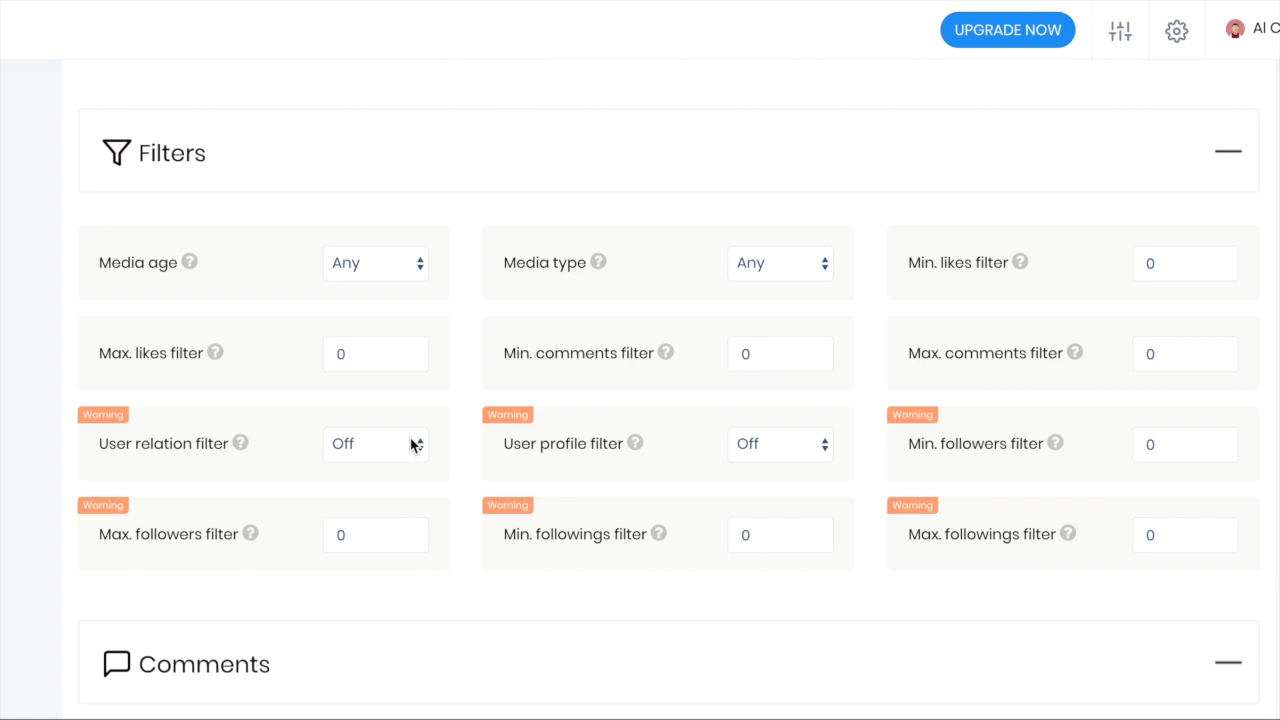 UPGRADE NOW
Al C
Filters
Media age ?
Any
Media type ?
Any
Min. likes filter ?
0
Max. likes filter ?
0
Min. comments filter ?
0
Max. comments filter ?
0
Warning
User relation filter ?
Off
Warning
User profile filter ?
Off
Warning
Min. followers filter ?
0
Warning
Max. followers filter ?
0
Warning
Min. followings filter ?
0
Warning
Max. followings filter ?
0
Comments